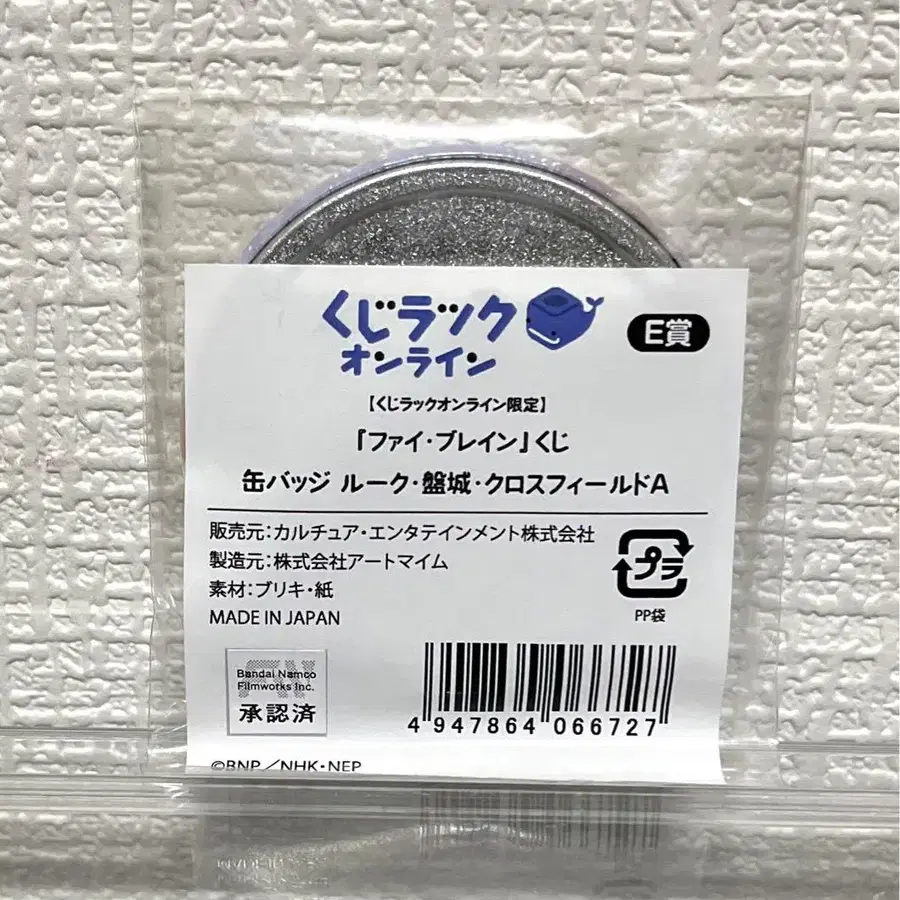 くじラック
オンライン
E賞
【くじラックオンライン限定】
「ファイ・ブレイン」くじ
缶バッジ ルーク・盤城・クロスフィールドA
販売元:カルチュア・エンタテインメント株式会社
製造元:株式会社アートマイム
素材:ブリキ・紙
MADE IN JAPAN
プラ
PP袋
Bandai Namco
Filmworks Inc.
承認済
4 947864 066727
©BNP/NHK・NEP